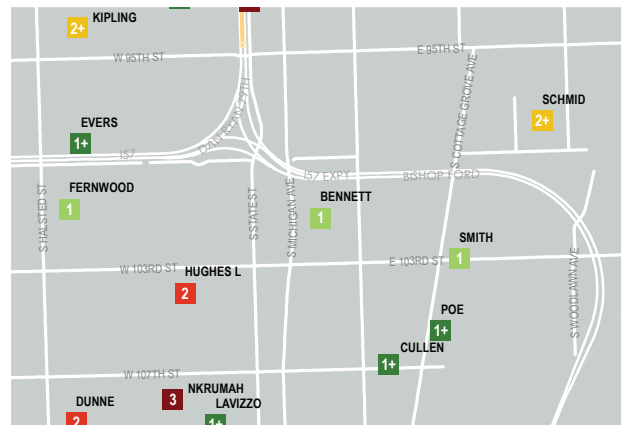 KIPLING
2+
E 95TH ST
W 95TH ST
S COTTAGE GROVE AVE
DAN RYAN 79TH
SCHMID
2+
EVERS
1+
I57
I57 EXPY
BISHOP FORD
FERNWOOD
1
S HALSTED ST
S STATE ST
S MICHIGAN AVE
BENNETT
1
SMITH
1
S WOODLAWN AVE
E 103RD ST
W 103RD ST
HUGHES L
2
POE
1+
CULLEN
1+
W 107TH ST
NKRUMAH
3
DUNNE
2
LAVIZZO
1+